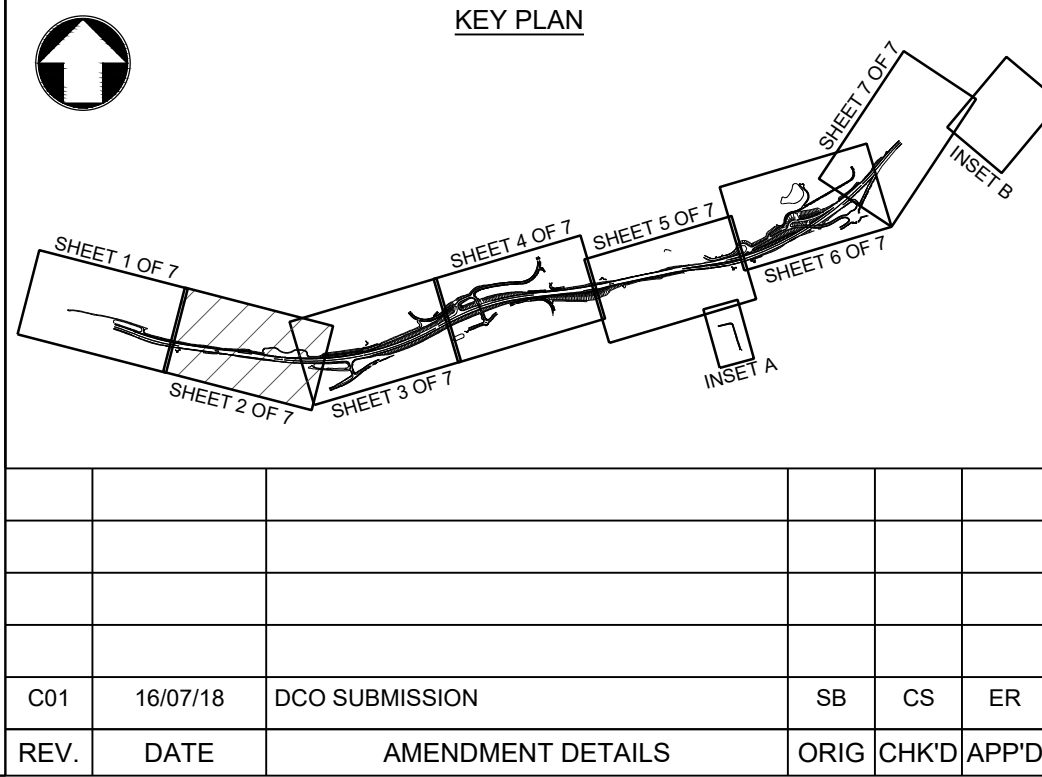 KEY PLAN
SHEET 1 OF 7
SHEET 2 OF 7
SHEET 3 OF 7
SHEET 4 OF 7
SHEET 5 OF 7
SHEET 6 OF 7
SHEET 7 OF 7
INSET A
INSET B
C01 16/07/18 DCO SUBMISSION SB CS ER
REV. DATE AMENDMENT DETAILS ORIG CHK'D APP'D